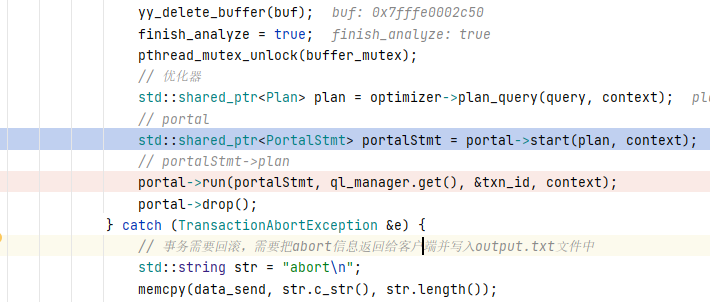 yy_delete_buffer(buf); buf: 0x7fffe0002c50
finish_analyze = true; finish_analyze: true
pthread_mutex_unlock(buffer_mutex);
// 优化器
std::shared_ptr<Plan> plan = optimizer->plan_query(query, context); pl
// portal
std::shared_ptr<PortalStmt> portalStmt = portal->start(plan, context);
// portalStmt->plan
portal->run(portalStmt, ql_manager.get(), &txn_id, context);
portal->drop();
} catch (TransactionAbortException &e) {
// 事务需要回滚，需要把abort信息返回给客户端并写入output.txt文件中
std::string str = "abort\n";
memcpy(data_send, str.c_str(), str.length());